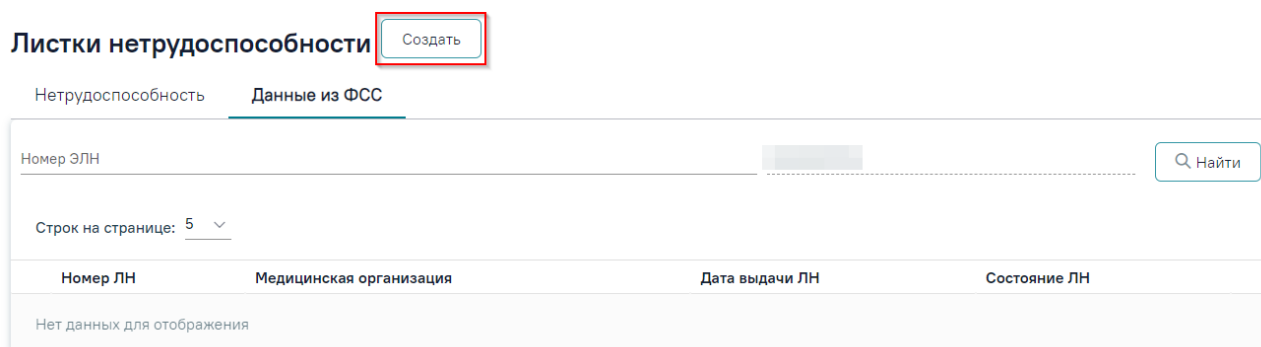 Листки нетрудоспособности Создать
Нетрудоспособность Данные из ФСС
Номер ЭЛН Найти
Строк на странице: 5
Номер ЛН Медицинская организация Дата выдачи ЛН Состояние ЛН
Нет данных для отображения